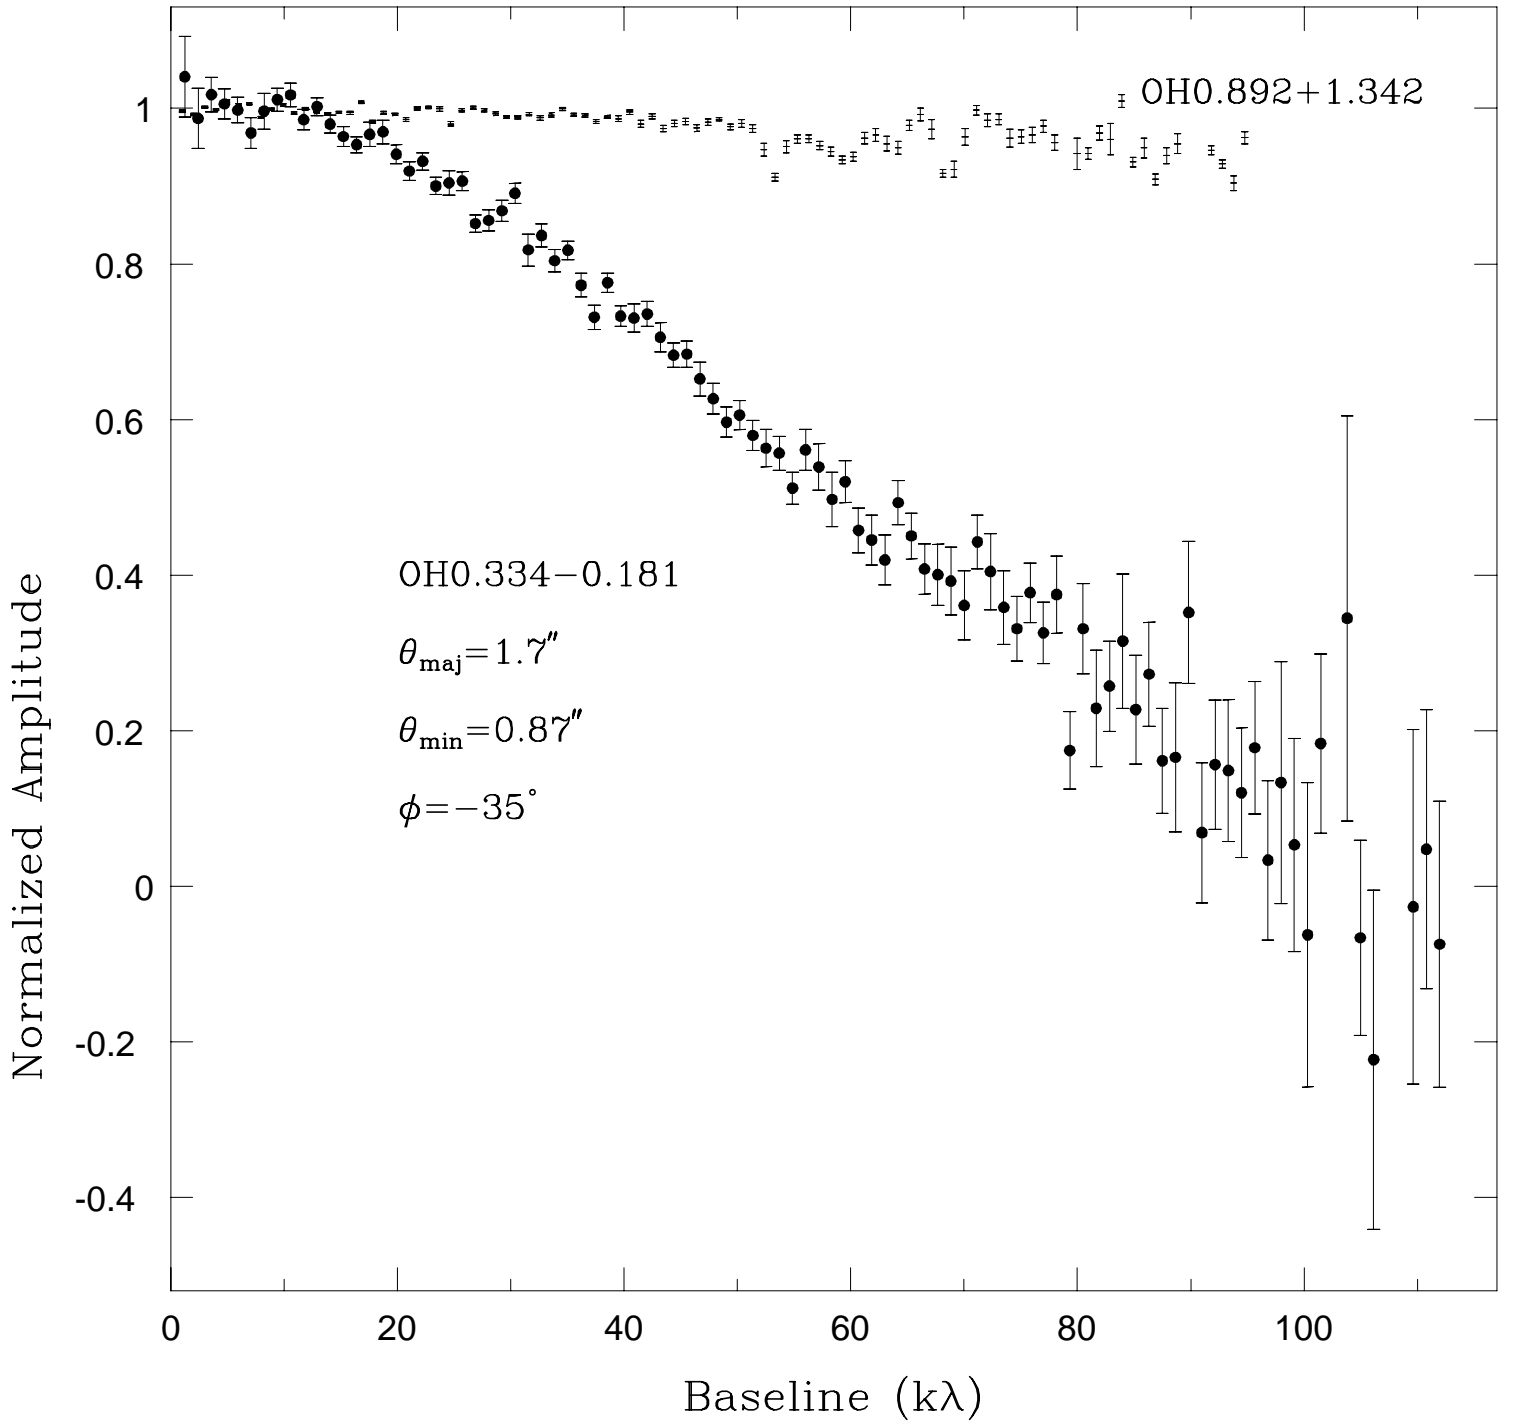 OH0.892+1.342
1
0.8
0.6
0.4
0.2
0
-0.2
-0.4
OH0.334−0.181
θmaj=1.7″
θmin=0.87″
ϕ=−35°
Normalized Amplitude
0 20 40 60 80 100
Baseline (kλ)